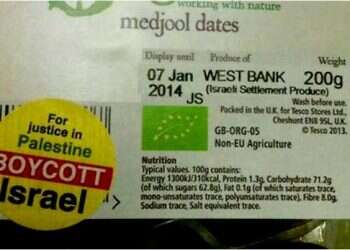 working with nature
medjool dates
Display until Produce of Weight
07 Jan WEST BANK 200g
2014 JS (Israeli Settlement Produce)
Wash before use.
Packed in the U.K. for Tesco Stores Ltd.,
Cheshunt EN8 9SL, U.K.
GB-ORG-05 © Tesco 2013.
Non-EU Agriculture
Nutrition
Typical values. 100g contains:
Energy 1300kJ/310kcal, Protein 1.3g, Carbohydrate 71.2g
(of which sugars 62.8g), Fat 0.1g (of which saturates trace,
mono-unsaturates trace, polyunsaturates trace), Fibre 8.0g,
Sodium trace, Salt equivalent trace.
For
justice in
Palestine
BOYCOTT
Israel